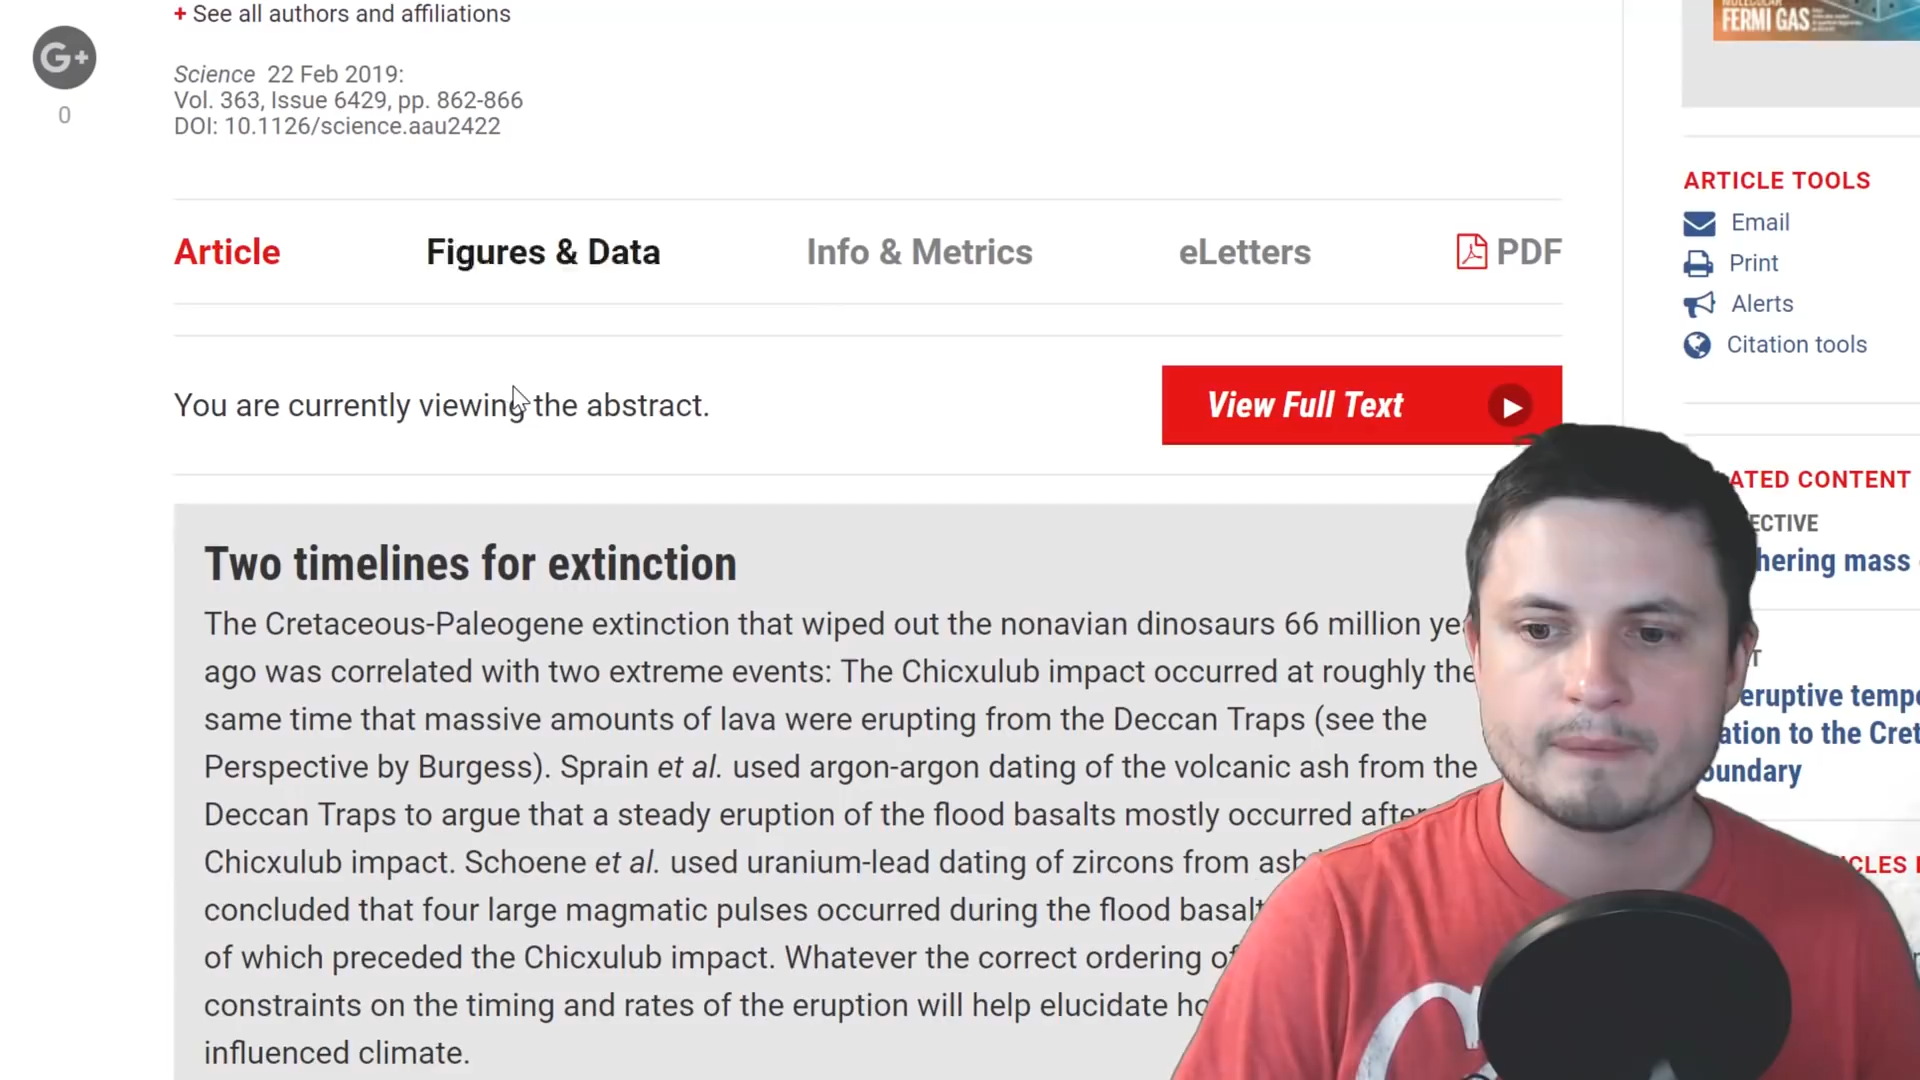 MOLECULAR
FERMI GAS
+ See all authors and affiliations
G+
0
Science 22 Feb 2019:
Vol. 363, Issue 6429, pp. 862-866
DOI: 10.1126/science.aau2422
Article Figures & Data Info & Metrics eLetters PDF
You are currently viewing the abstract.
View Full Text
Two timelines for extinction
The Cretaceous-Paleogene extinction that wiped out the nonavian dinosaurs 66 million ye
ago was correlated with two extreme events: The Chicxulub impact occurred at roughly the
same time that massive amounts of lava were erupting from the Deccan Traps (see the
Perspective by Burgess). Sprain et al. used argon-argon dating of the volcanic ash from the
Deccan Traps to argue that a steady eruption of the flood basalts mostly occurred after
Chicxulub impact. Schoene et al. used uranium-lead dating of zircons from ash
concluded that four large magmatic pulses occurred during the flood basalt
of which preceded the Chicxulub impact. Whatever the correct ordering of
constraints on the timing and rates of the eruption will help elucidate ho
influenced climate.
ARTICLE TOOLS
Email
Print
Alerts
Citation tools
ATED CONTENT
ECTIVE
hering mass
T
eruptive tempo
ation to the Cret
oundary
CLES